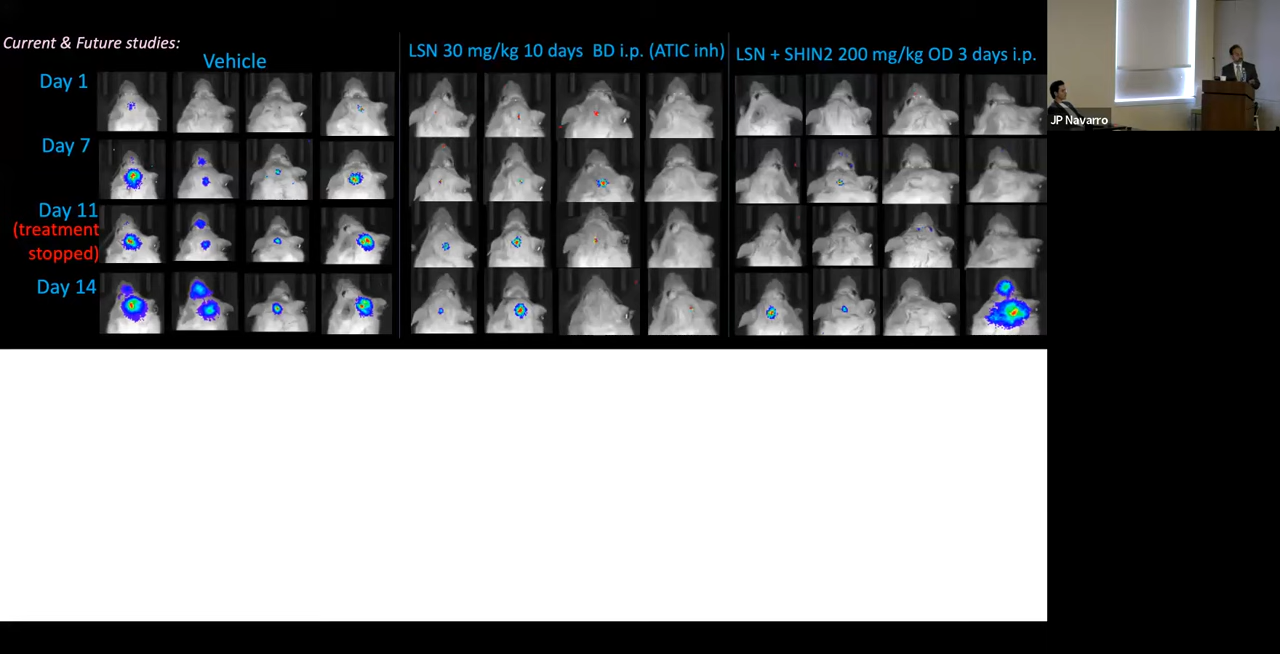 Current & Future studies:
Vehicle
LSN 30 mg/kg 10 days BD i.p. (ATIC inh)
LSN + SHIN2 200 mg/kg OD 3 days i.p.
Day 1
Day 7
Day 11
(treatment
stopped)
Day 14
JP Navarro